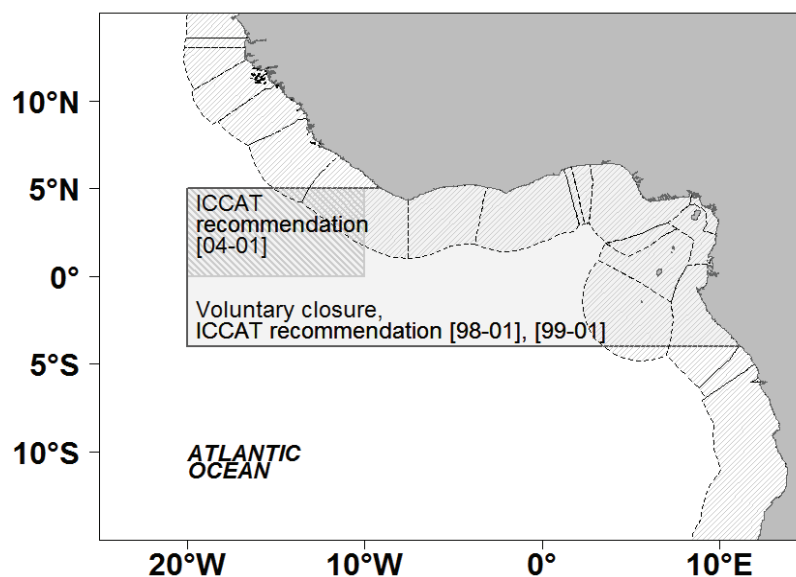 10°N
5°N
0°
5°S
10°S
ICCAT
recommendation
[04-01]
Voluntary closure,
ICCAT recommendation [98-01], [99-01]
ATLANTIC
OCEAN
20°W 10°W 0° 10°E